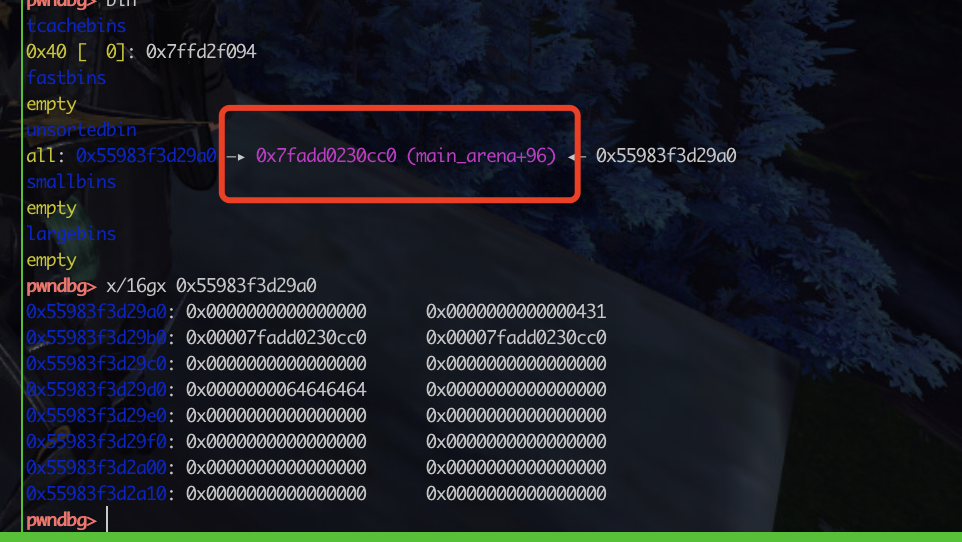 pwndbg> bin
tcachebins
0x40 [  0]: 0x7ffd2f094
fastbins
empty
unsortedbin
all: 0x55983f3d29a0 —▸ 0x7fadd0230cc0 (main_arena+96) ◂— 0x55983f3d29a0
smallbins
empty
largebins
empty
pwndbg> x/16gx 0x55983f3d29a0
0x55983f3d29a0: 0x0000000000000000 0x0000000000000431
0x55983f3d29b0: 0x00007fadd0230cc0 0x00007fadd0230cc0
0x55983f3d29c0: 0x0000000000000000 0x0000000000000000
0x55983f3d29d0: 0x0000000064646464 0x0000000000000000
0x55983f3d29e0: 0x0000000000000000 0x0000000000000000
0x55983f3d29f0: 0x0000000000000000 0x0000000000000000
0x55983f3d2a00: 0x0000000000000000 0x0000000000000000
0x55983f3d2a10: 0x0000000000000000 0x0000000000000000
pwndbg>